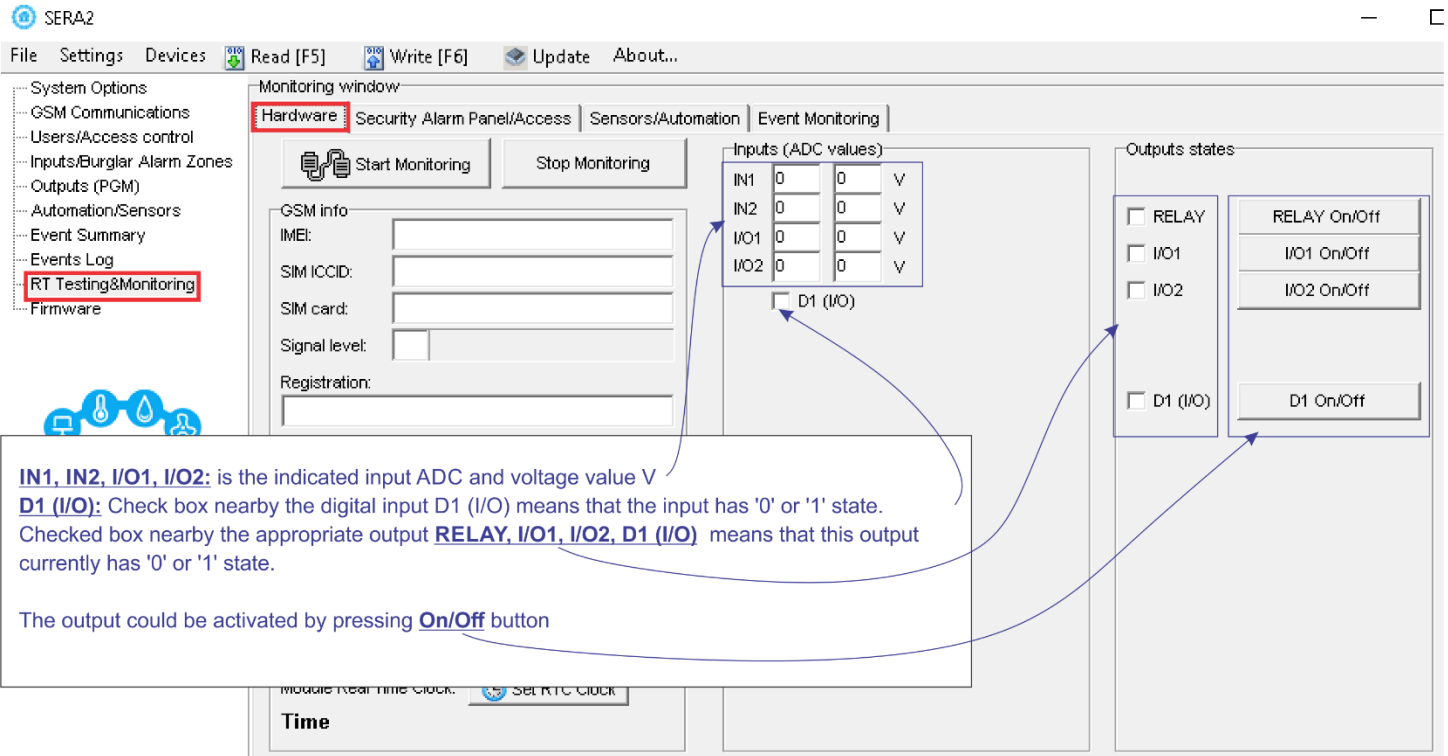 SERA2
File Settings Devices Read [F5] Write [F6] Update About...
System Options
GSM Communications
Users/Access control
Inputs/Burglar Alarm Zones
Outputs (PGM)
Automation/Sensors
Event Summary
Events Log
RT Testing&Monitoring
Firmware
Monitoring window
Hardware Security Alarm Panel/Access Sensors/Automation Event Monitoring
Start Monitoring Stop Monitoring
GSM info
IMEI:
SIM ICCID:
SIM card:
Signal level:
Registration:
Inputs (ADC values)
IN1 0 0 V
IN2 0 0 V
I/O1 0 0 V
I/O2 0 0 V
D1 (I/O)
Outputs states
RELAY RELAY On/Off
I/O1 I/O1 On/Off
I/O2 I/O2 On/Off
D1 (I/O) D1 On/Off
IN1, IN2, I/O1, I/O2: is the indicated input ADC and voltage value V
D1 (I/O): Check box nearby the digital input D1 (I/O) means that the input has '0' or '1' state.
Checked box nearby the appropriate output RELAY, I/O1, I/O2, D1 (I/O) means that this output
currently has '0' or '1' state.
The output could be activated by pressing On/Off button
Module Real Time Clock: Set RTC Clock
Time